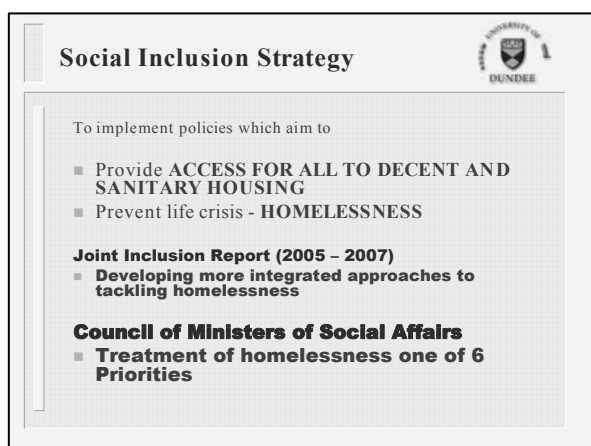 Social Inclusion Strategy
UNIVERSITY OF
DUNDEE
To implement policies which aim to
Provide ACCESS FOR ALL TO DECENT AND
SANITARY HOUSING
Prevent life crisis - HOMELESSNESS
Joint Inclusion Report (2005 – 2007)
Developing more integrated approaches to
tackling homelessness
Council of Ministers of Social Affairs
Treatment of homelessness one of 6
Priorities